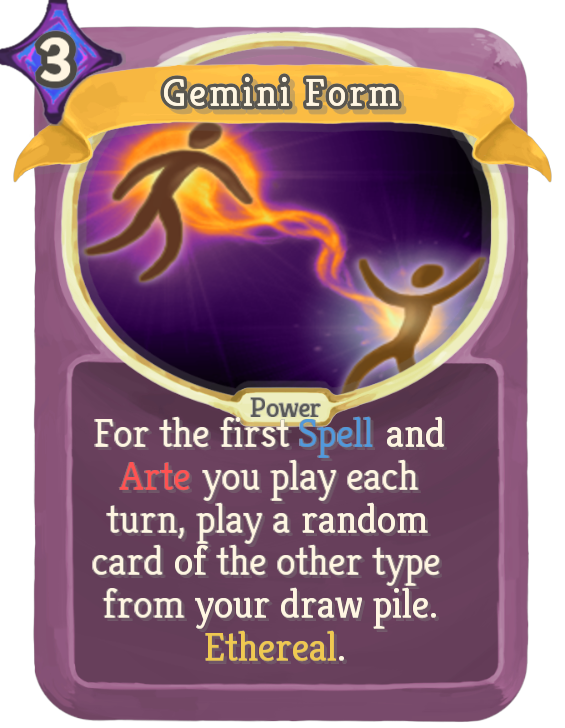 3
Gemini Form
Power
For the first Spell and
Arte you play each
turn, play a random
card of the other type
from your draw pile.
Ethereal.